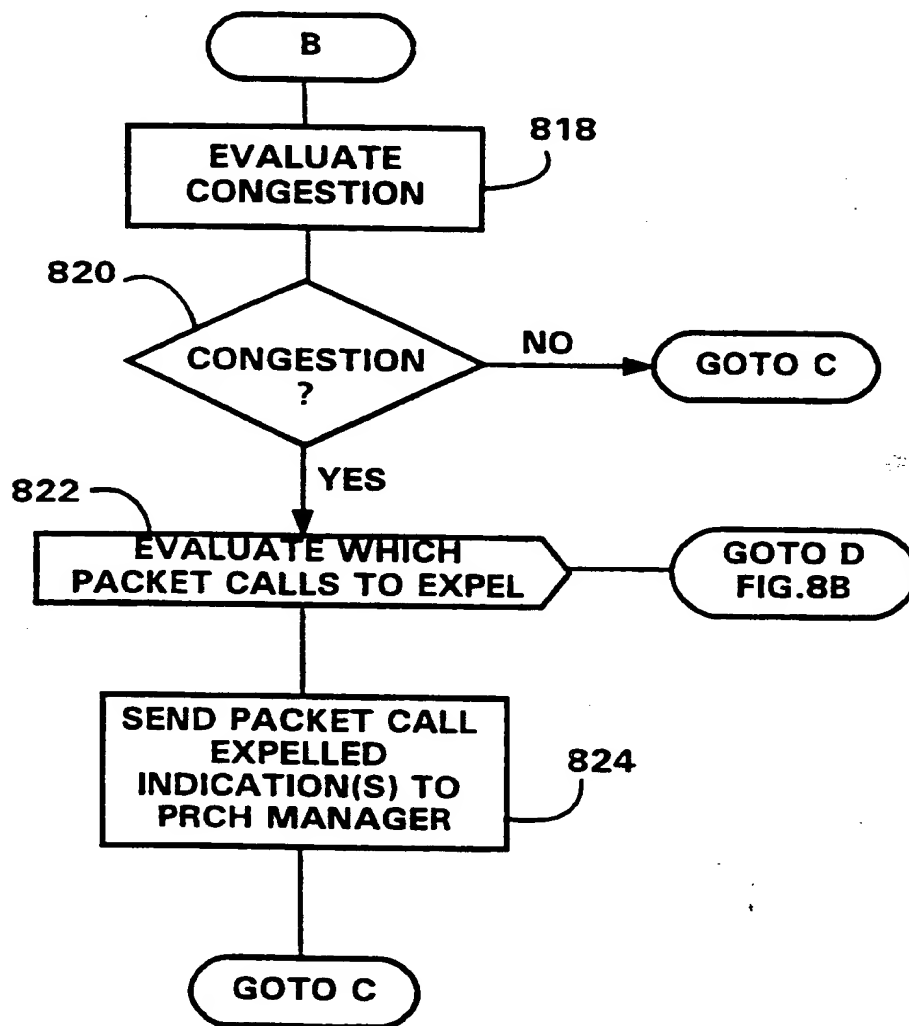 B
EVALUATE
CONGESTION
818
820
CONGESTION
?
NO
GOTO C
YES
822
EVALUATE WHICH
PACKET CALLS TO EXPEL
GOTO D
FIG.8B
SEND PACKET CALL
EXPELLED
INDICATION(S) TO
PRCH MANAGER
824
GOTO C